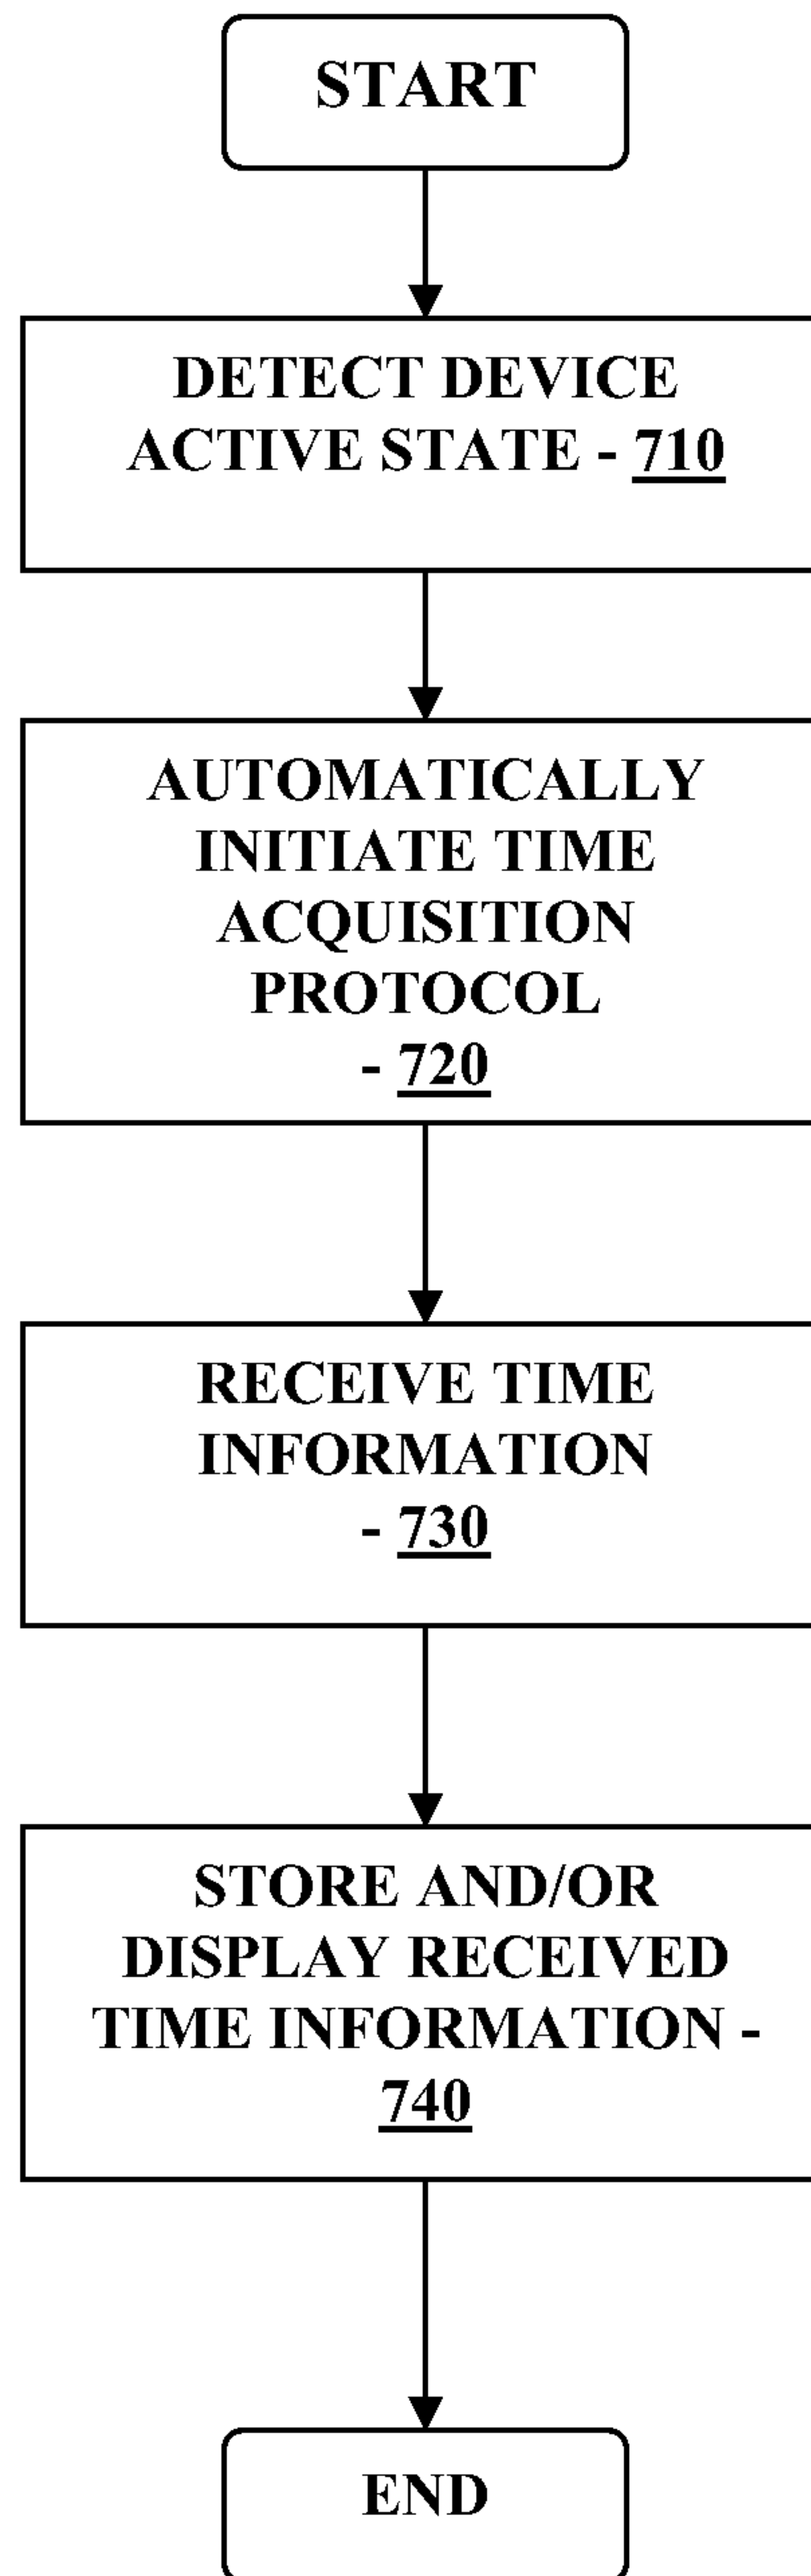 START
DETECT DEVICE
ACTIVE STATE - 710
AUTOMATICALLY
INITIATE TIME
ACQUISITION
PROTOCOL
- 720
RECEIVE TIME
INFORMATION
- 730
STORE AND/OR
DISPLAY RECEIVED
TIME INFORMATION -
740
END